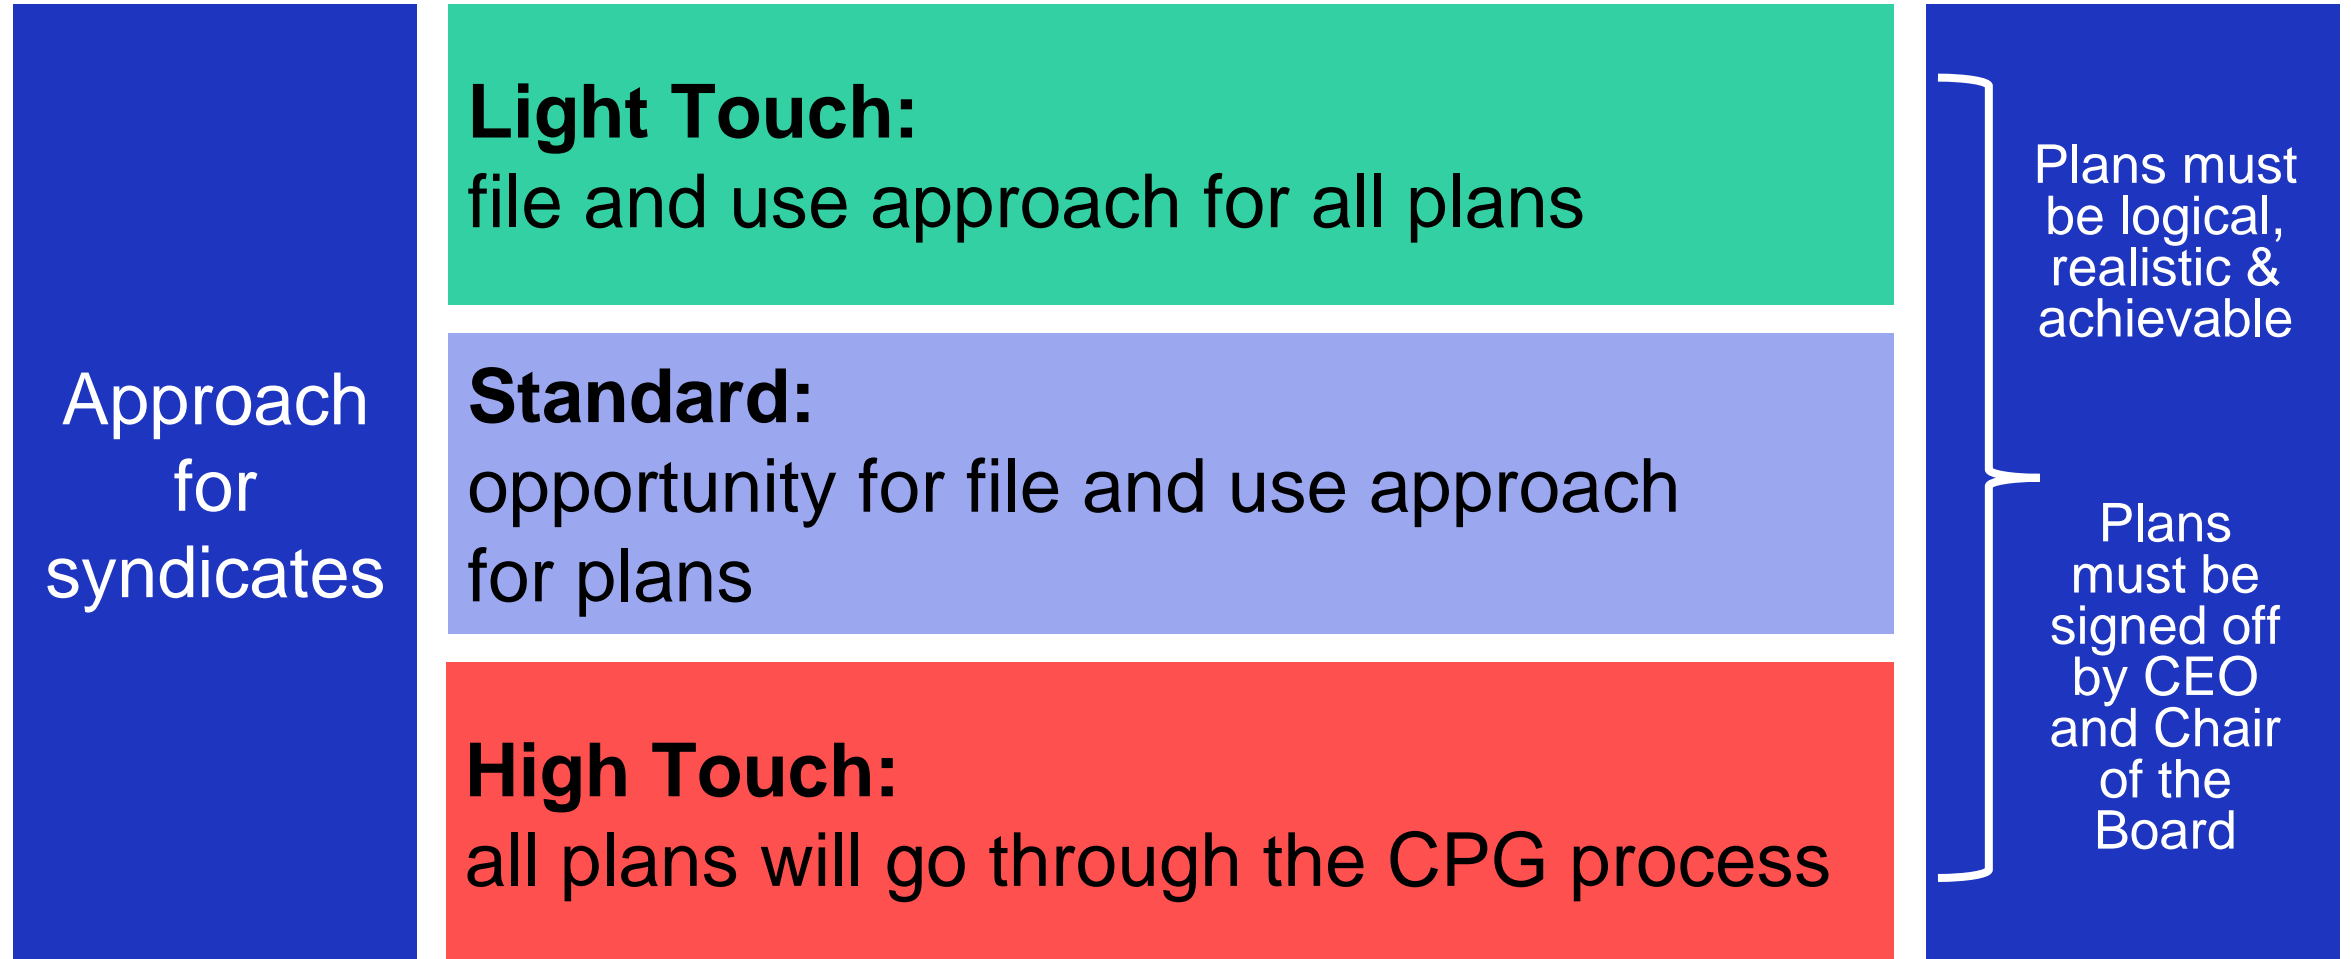 Approach
for
syndicates
Light Touch:
file and use approach for all plans
Standard:
opportunity for file and use approach
for plans
High Touch:
all plans will go through the CPG process
Plans must
be logical,
realistic &
achievable
Plans
must be
signed off
by CEO
and Chair
of the
Board